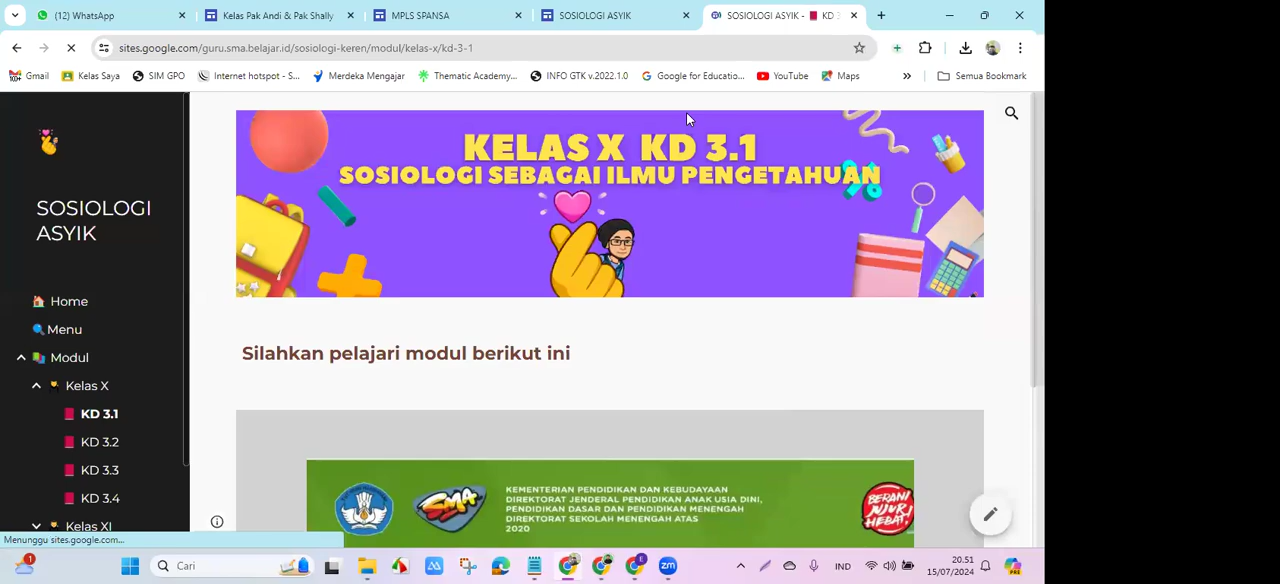 (12) WhatsApp
Kelas Pak Andi & Pak Shally
MPLS SPANSA
SOSIOLOGI ASYIK
SOSIOLOGI ASYIK - KD 3
sites.google.com/guru.sma.belajar.id/sosiologi-keren/modul/kelas-x/kd-3-1
Gmail
Kelas Saya
SIM GPO
Internet hotspot - S...
Merdeka Mengajar
Thematic Academy...
INFO GTK v.2022.1.0
Google for Educatio...
YouTube
Maps
Semua Bookmark
SOSIOLOGI
ASYIK
Home
Menu
Modul
Kelas X
KD 3.1
KD 3.2
KD 3.3
KD 3.4
Kelas XI
KELAS X KD 3.1
SOSIOLOGI SEBAGAI ILMU PENGETAHUAN
Silahkan pelajari modul berikut ini
SMA
KEMENTERIAN PENDIDIKAN DAN KEBUDAYAAN
DIREKTORAT JENDERAL PENDIDIKAN ANAK USIA DINI,
PENDIDIKAN DASAR DAN PENDIDIKAN MENENGAH
DIREKTORAT SEKOLAH MENENGAH ATAS
2020
BERANI
JUJUR
HEBAT!
Menunggu sites.google.com...
1
Cari
zm
IND
20.51
15/07/2024
PRE